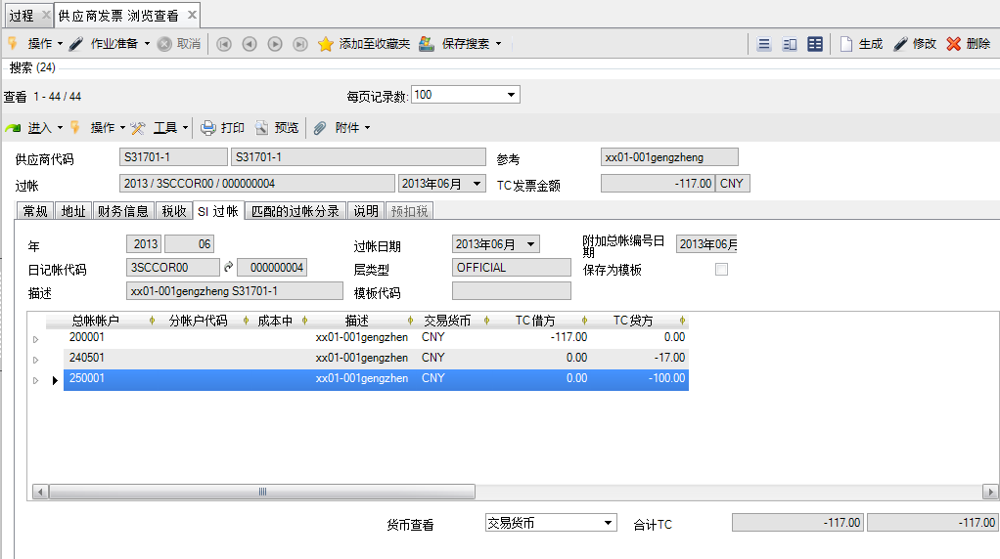 过程 供应商发票 浏览查看
操作 作业准备 取消 添加至收藏夹 保存搜索 生成 修改 删除
搜索 (24)
查看 1 - 44 / 44 每页记录数: 100
进入 操作 工具 打印 预览 附件
供应商代码 S31701-1 S31701-1 参考 xx01-001gengzheng
过帐 2013 / 3SCCOR00 / 000000004 2013年06月 TC发票金额 -117.00 CNY
常规 地址 财务信息 税收 SI 过帐 匹配的过帐分录 说明 预扣税
年 2013 06 过帐日期 2013年06月 附加总帐编号日期 2013年06月
日记帐代码 3SCCOR00 000000004 层类型 OFFICIAL 保存为模板
描述 xx01-001gengzheng S31701-1 模板代码
总帐帐户 分帐户代码 成本中 描述 交易货币 TC 借方 TC 贷方
200001 xx01-001gengzhen CNY -117.00 0.00
240501 xx01-001gengzhen CNY 0.00 -17.00
250001 xx01-001gengzhen CNY 0.00 -100.00
货币查看 交易货币 合计TC -117.00 -117.00